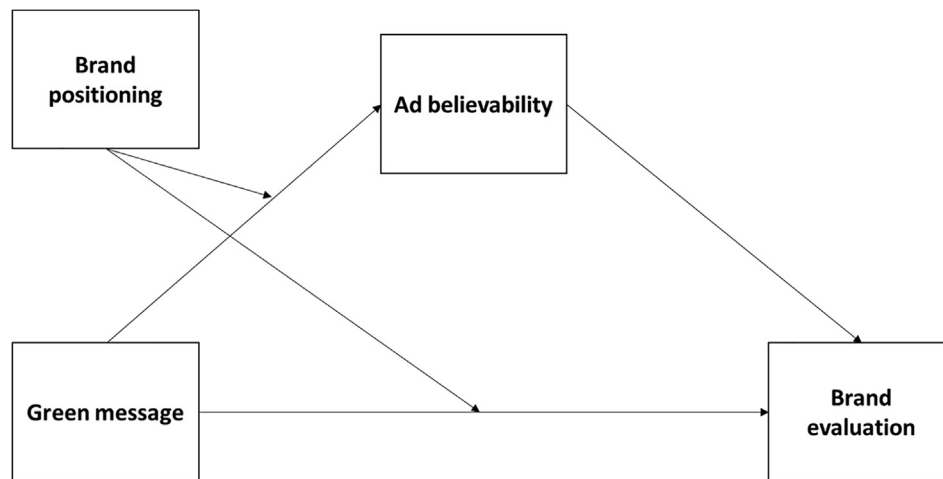 Brand
positioning
Ad believability
Green message
Brand
evaluation